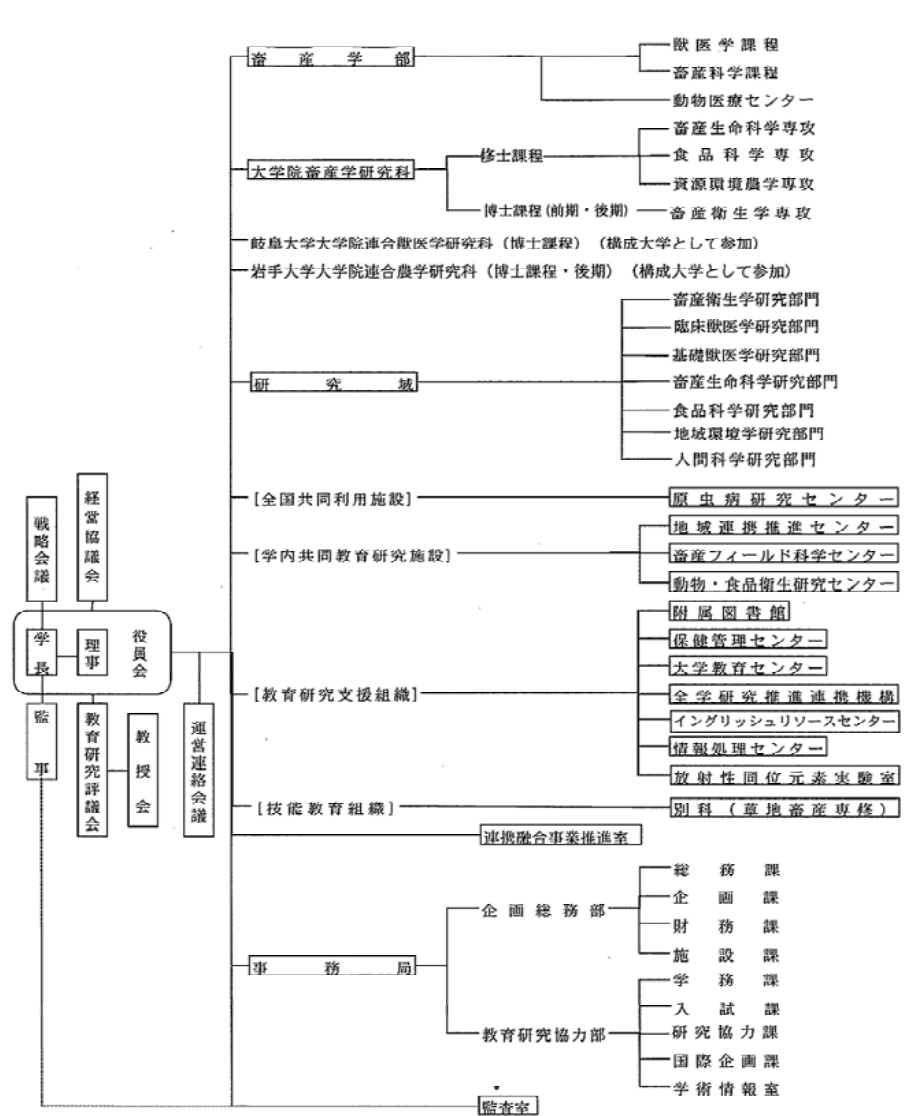 畜産学部
獣医学課程
畜産科学課程
動物医療センター
大学院畜産学研究科
修士課程
畜産生命科学専攻
食品科学専攻
資源環境農学専攻
博士課程(前期・後期)
畜産衛生学専攻
岐阜大学大学院連合獣医学研究科(博士課程)(構成大学として参加)
岩手大学大学院連合農学研究科(博士課程・後期)(構成大学として参加)
研究域
畜産衛生学研究部門
臨床獣医学研究部門
基礎獣医学研究部門
畜産生命科学研究部門
食品科学研究部門
地域環境学研究部門
人間科学研究部門
[全国共同利用施設]
原虫病研究センター
[学内共同教育研究施設]
地域連携推進センター
畜産フィールド科学センター
動物・食品衛生研究センター
戦略会議
経営協議会
学長
理事
役員会
監事
教育研究評議会
教授会
運営連絡会議
[教育研究支援組織]
附属図書館
保健管理センター
大学教育センター
全学研究推進連携機構
イングリッシュリソースセンター
情報処理センター
放射性同位元素実験室
[技能教育組織]
別科(草地畜産専修)
連携融合事業推進室
事務局
企画総務部
総務課
企画課
財務課
施設課
教育研究協力部
学務課
入試課
研究協力課
国際企画課
学術情報室
監査室